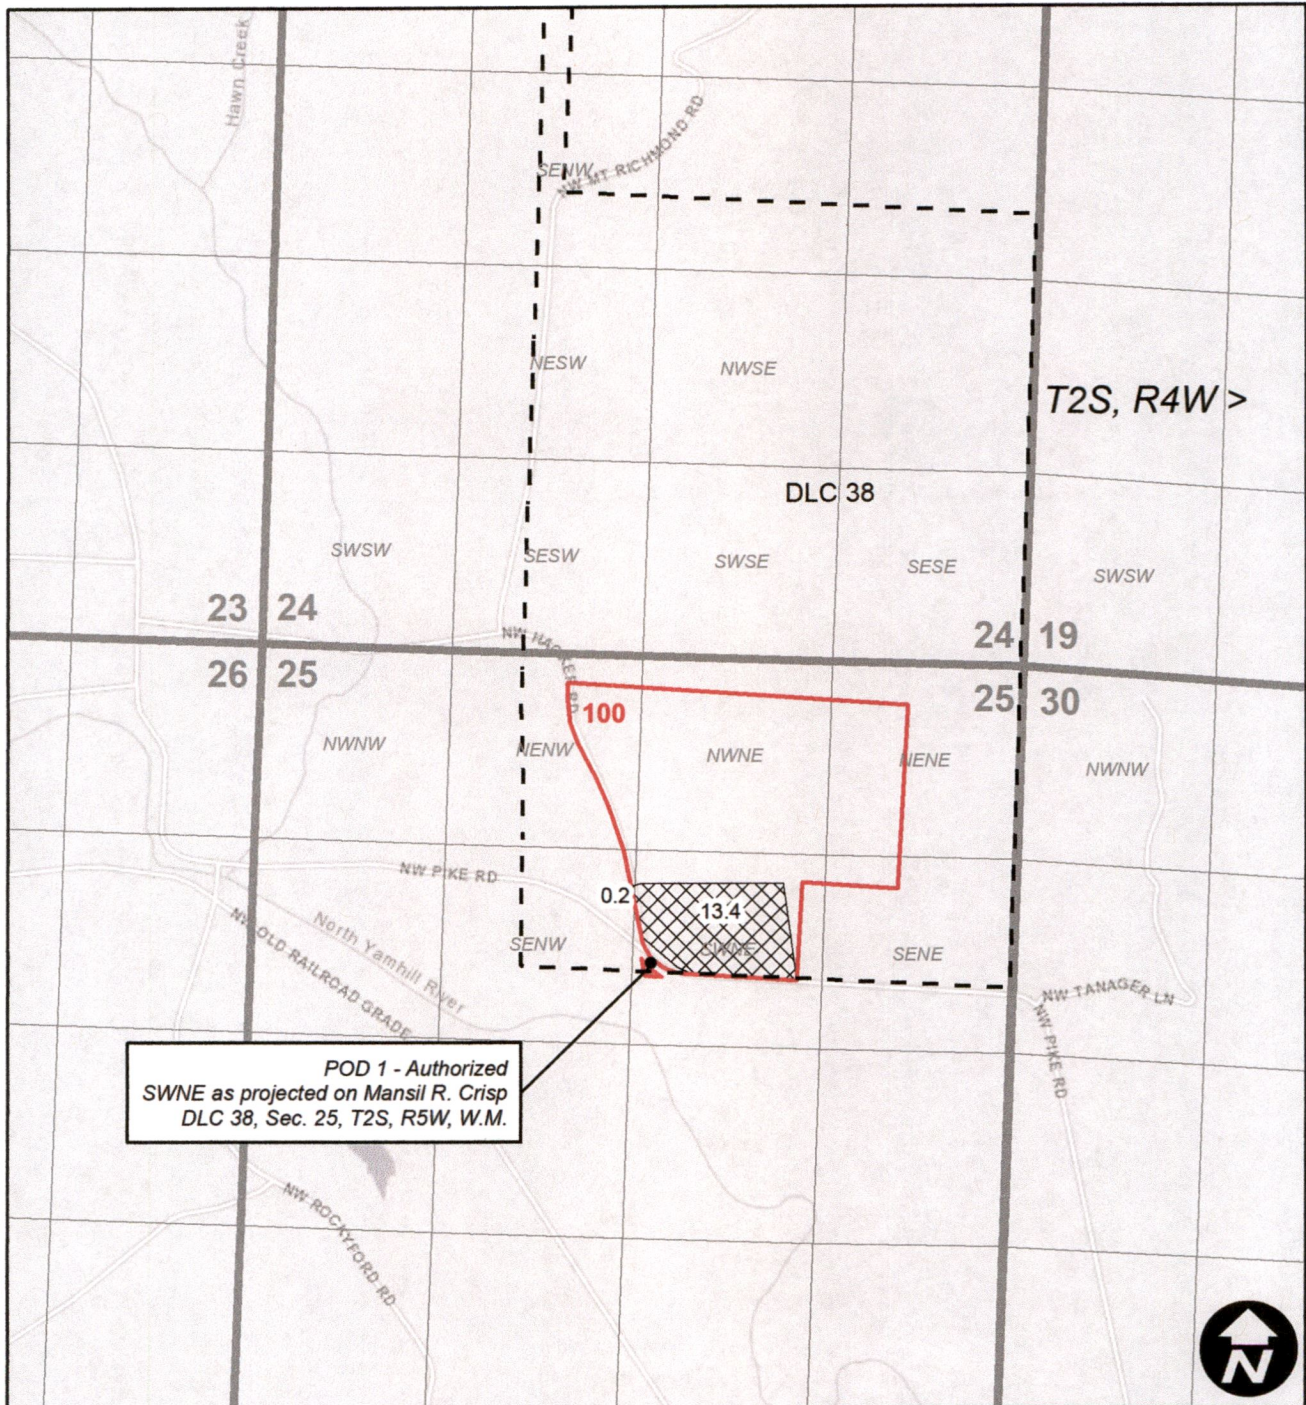 Hawn Creek
NW MT RICHMOND RD
SENW
NESW
NWSE
T2S, R4W >
DLC 38
SWSW
SESW
SWSE
SESE
SWSW
23 24
24 19
NW HACKER RD
26 25
25 30
100
NWNW
NENW
NWNE
NENE
NWNW
NW PIKE RD
0.2
13.4
North Yamhill River
NW OLD RAILROAD GRADE
SENW
SWNE
SENE
NW TANAGER LN
NW PIKE RD
POD 1 - Authorized
SWNE as projected on Mansil R. Crisp
DLC 38, Sec. 25, T2S, R5W, W.M.
NW ROCKYFORD RD
N